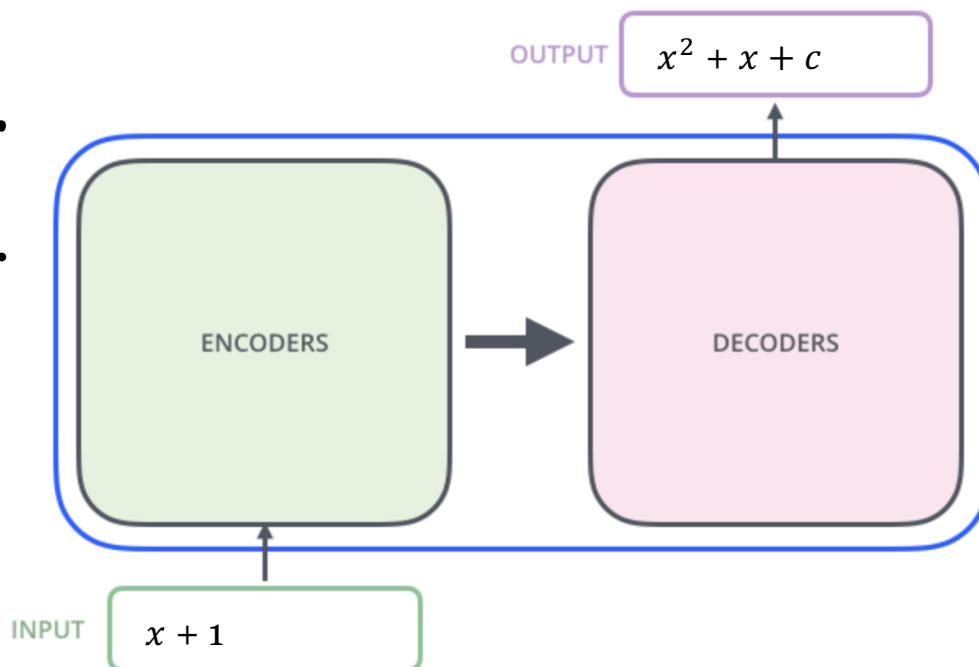 OUTPUT x² + x + c
ENCODERS DECODERS
INPUT x + 1